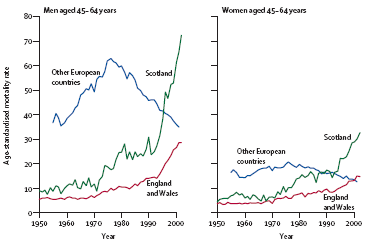 Men aged 45–64 years
Women aged 45–64 years
Age-standardised mortality rate
80
70
60
50
40
30
20
10
0
Other European
countries
Scotland
England
and Wales
1950 1960 1970 1980 1990 2000
Year
Other European
countries
Scotland
England
and Wales
1950 1960 1970 1980 1990 2000
Year